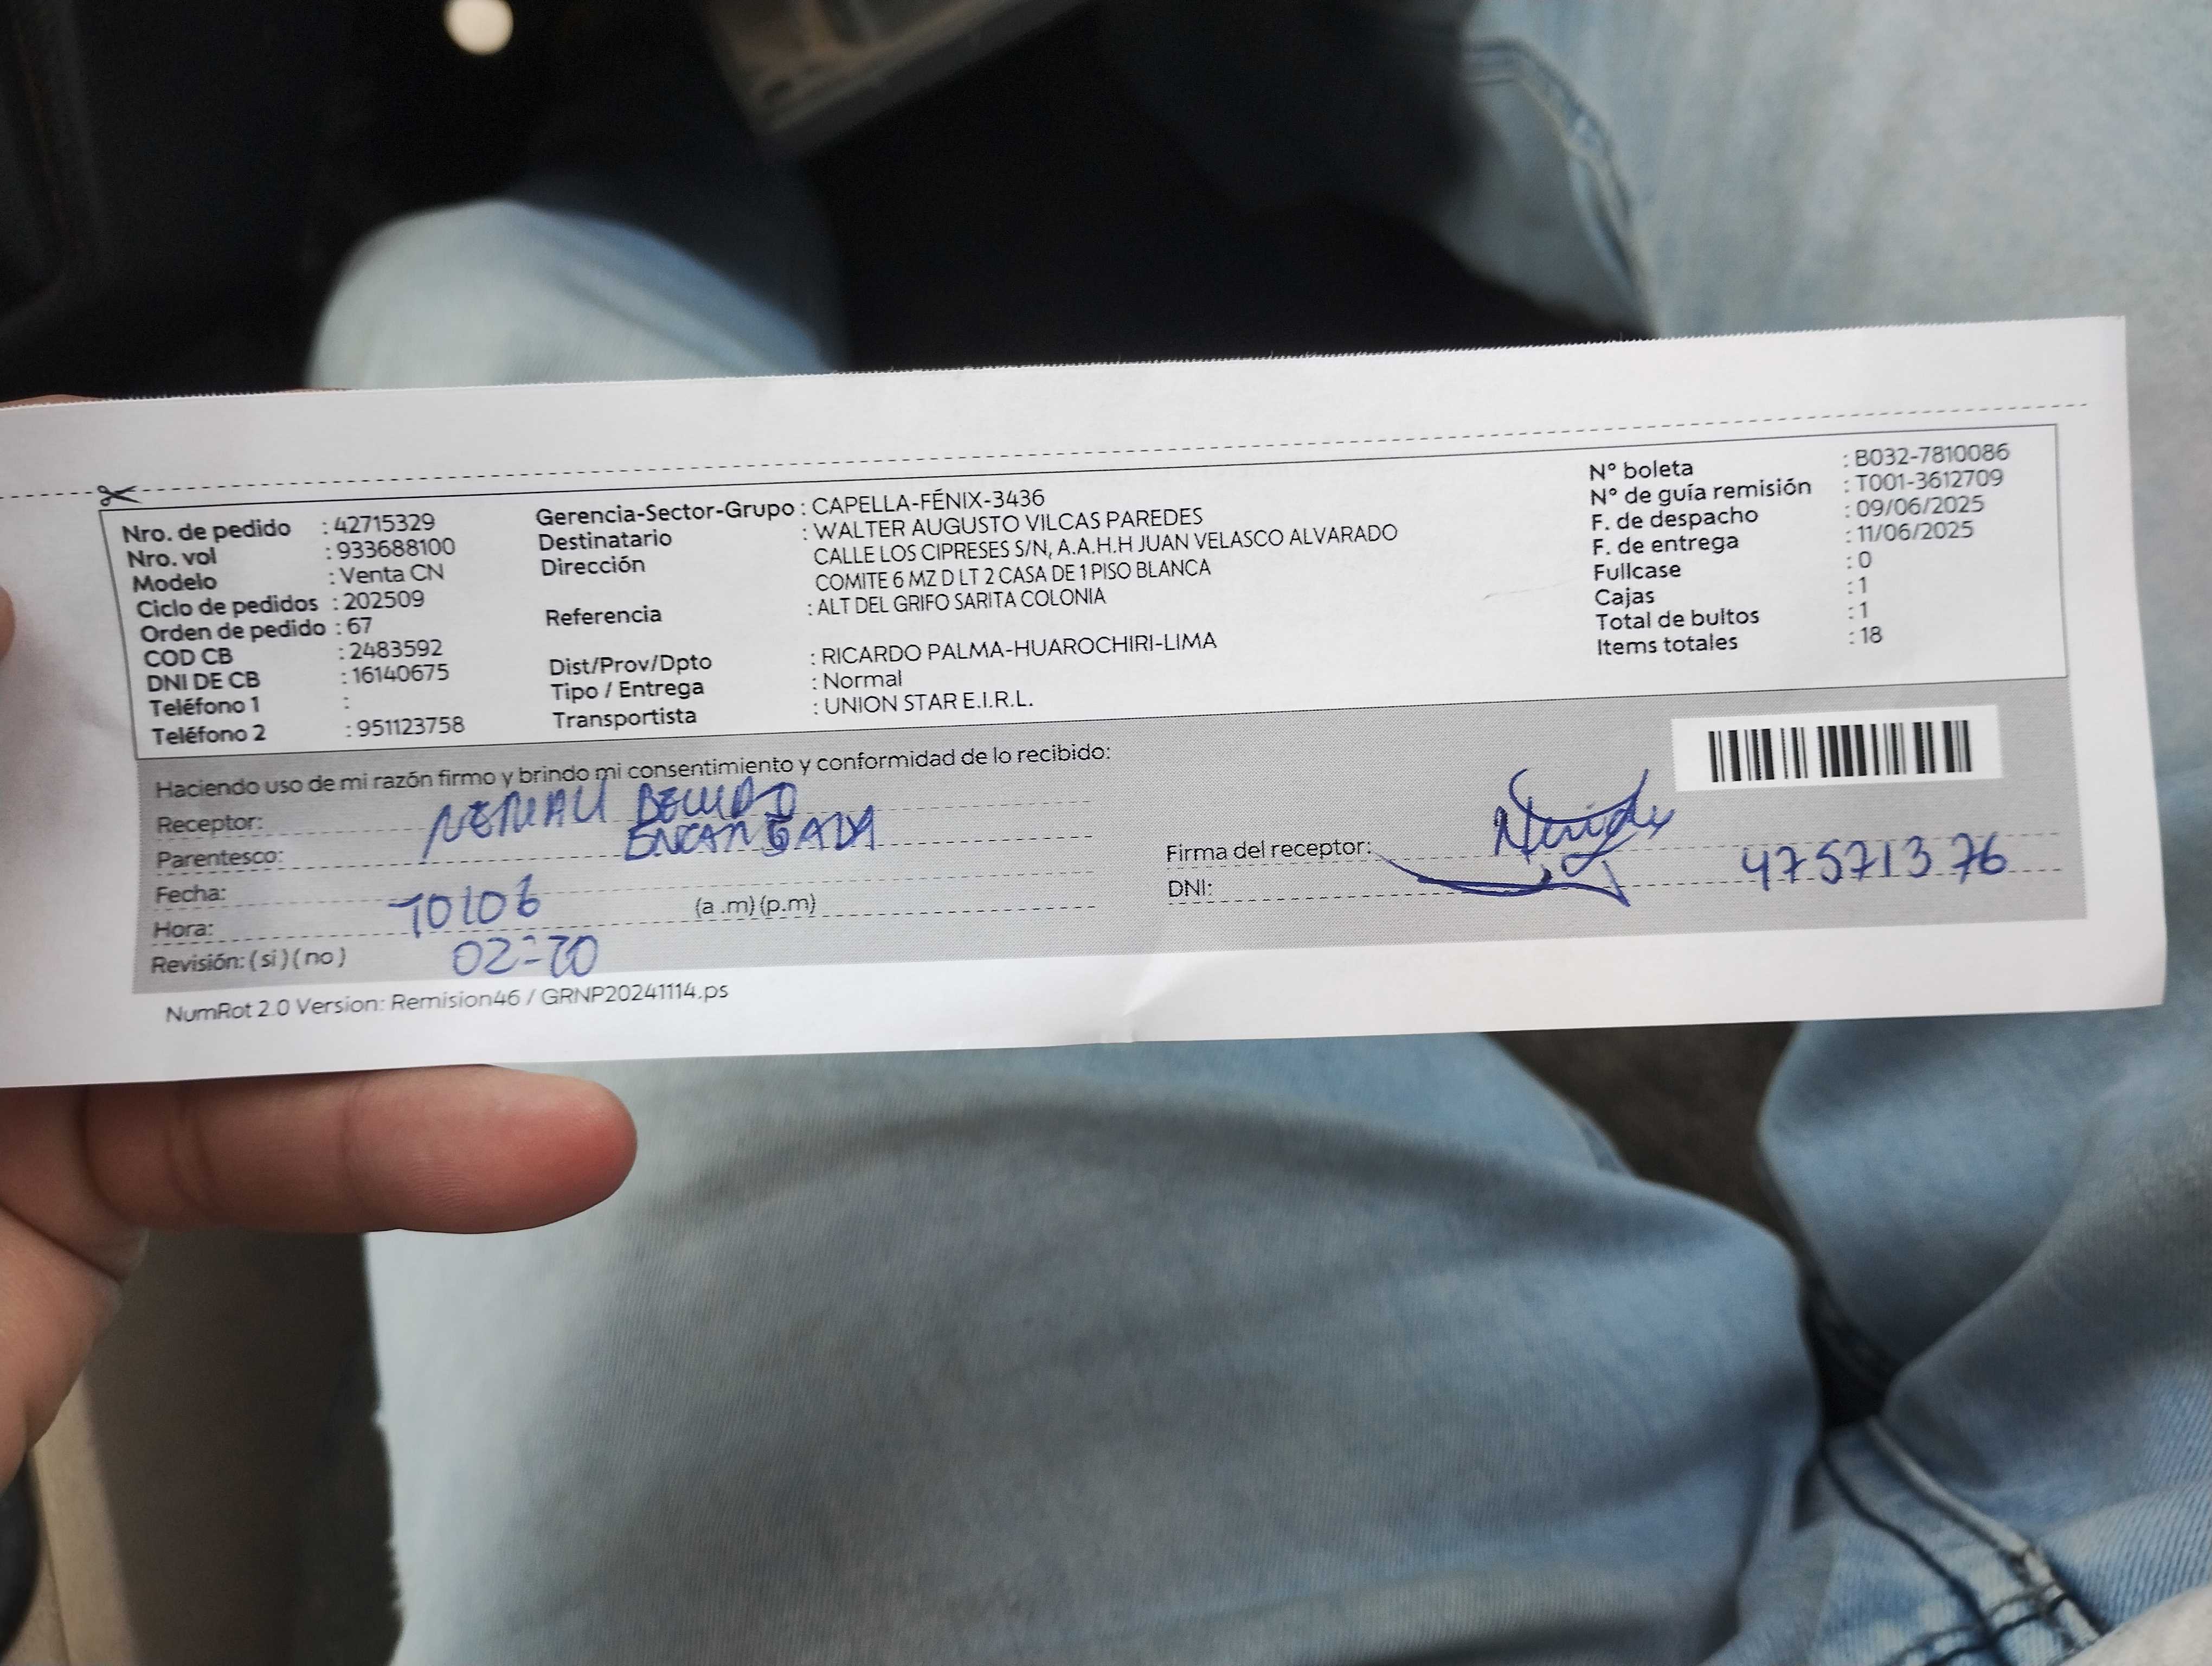 Nro. de pedido : 42715329
Nro. vol : 933688100
Modelo : Venta CN
Ciclo de pedidos : 202509
Orden de pedido : 67
COD CB : 2483592
DNI DE CB : 16140675
Teléfono 1 :
Teléfono 2 : 951123758
Gerencia-Sector-Grupo : CAPELLA-FÉNIX-3436
Destinatario : WALTER AUGUSTO VILCAS PAREDES
Dirección CALLE LOS CIPRESES S/N, A.A.H.H JUAN VELASCO ALVARADO
COMITE 6 MZ D LT 2 CASA DE 1 PISO BLANCA
Referencia : ALT DEL GRIFO SARITA COLONIA
Dist/Prov/Dpto : RICARDO PALMA-HUAROCHIRI-LIMA
Tipo / Entrega : Normal
Transportista : UNION STAR E.I.R.L.
N° boleta : B032-7810086
N° de guía remisión : T001-3612709
F. de despacho : 09/06/2025
F. de entrega : 11/06/2025
Fullcase : 0
Cajas : 1
Total de bultos : 1
Items totales : 18
Haciendo uso de mi razón firmo y brindo mi consentimiento y conformidad de lo recibido:
Receptor:
Parentesco: ENCARGADA
Fecha: 10106
Hora: (a .m) (p.m)
Revisión: ( si ) ( no )
Firma del receptor:
DNI: 47571376
NumRot 2.0 Version: Remision46 / GRNP20241114.ps